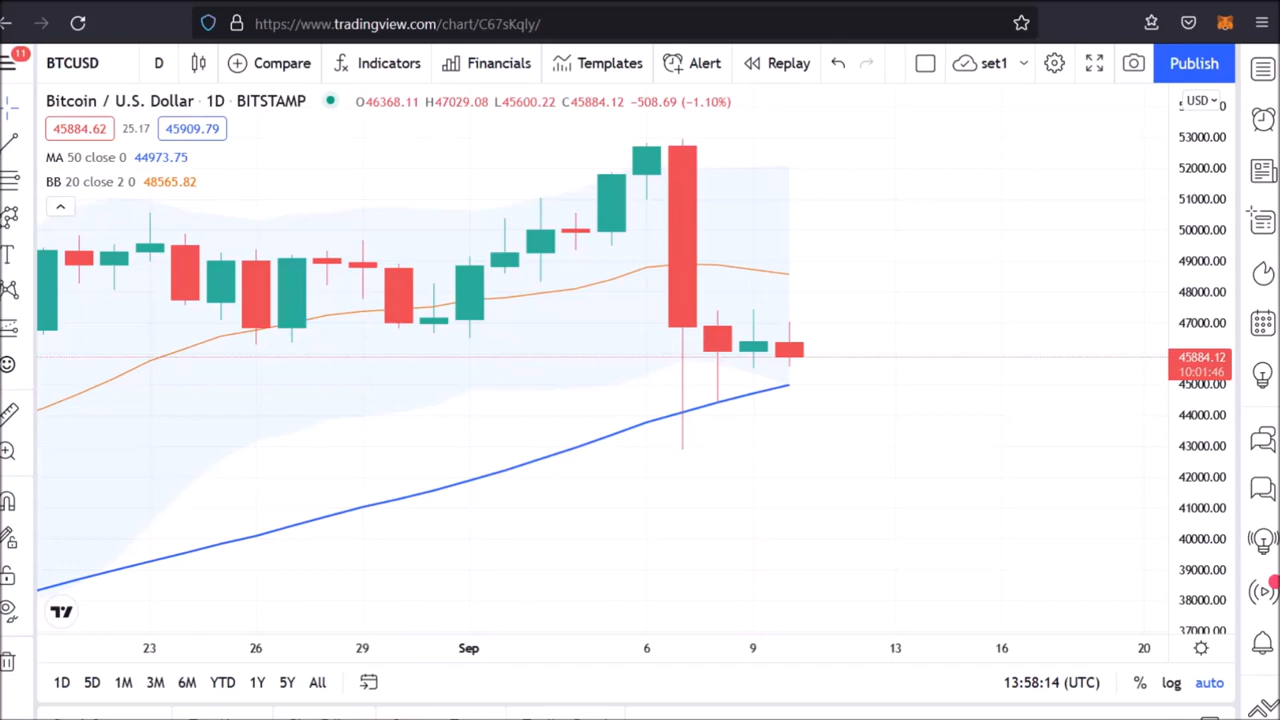 https://www.tradingview.com/chart/C67sKqly/
11
BTCUSD D Compare Indicators Financials Templates Alert Replay set1 Publish
Bitcoin / U.S. Dollar · 1D · BITSTAMP O46368.11 H47029.08 L45600.22 C45884.12 −508.69 (−1.10%)
USD
45884.62 25.17 45909.79
MA 50 close 0 44973.75
BB 20 close 2 0 48565.82
53000.00
52000.00
51000.00
50000.00
49000.00
48000.00
47000.00
45884.12
10:01:46
45000.00
44000.00
43000.00
42000.00
41000.00
40000.00
39000.00
38000.00
37000.00
23 26 29 Sep 6 9 13 16 20
1D 5D 1M 3M 6M YTD 1Y 5Y All 13:58:14 (UTC) % log auto